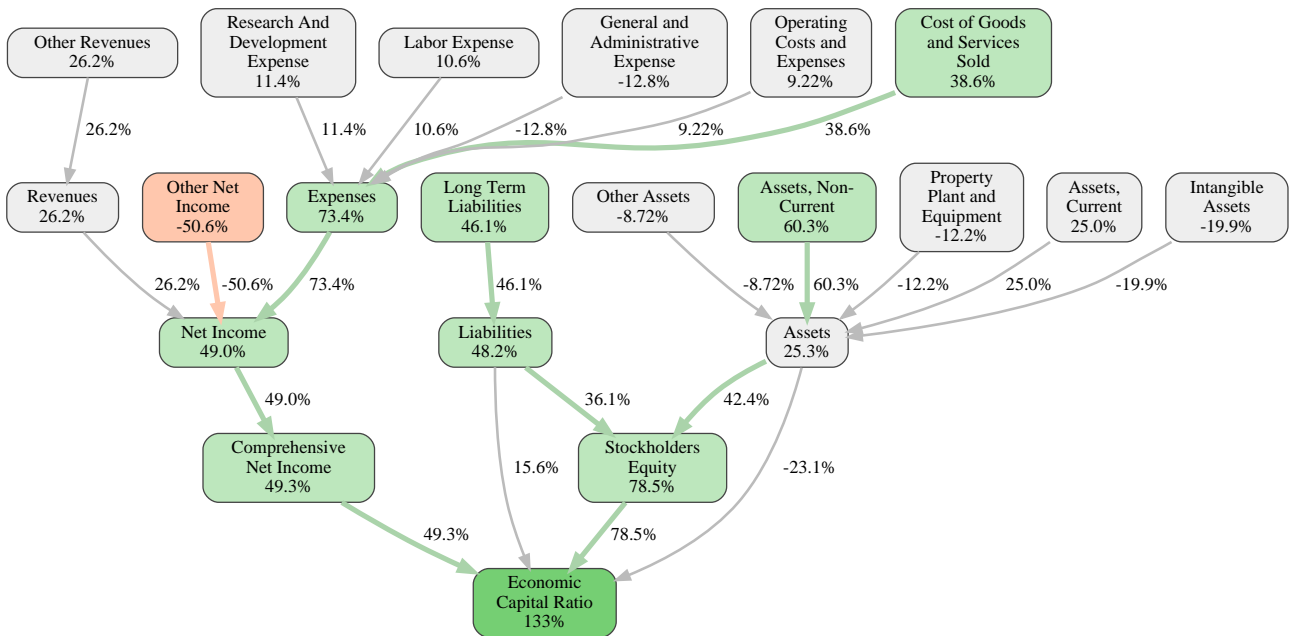 Other Revenues
26.2%
Research And
Development
Expense
11.4%
Labor Expense
10.6%
General and
Administrative
Expense
-12.8%
Operating
Costs and
Expenses
9.22%
Cost of Goods
and Services
Sold
38.6%
26.2%
11.4%
10.6%
-12.8%
9.22%
38.6%
Revenues
26.2%
Other Net
Income
-50.6%
Expenses
73.4%
Long Term
Liabilities
46.1%
Other Assets
-8.72%
Assets, Non-
Current
60.3%
Property
Plant and
Equipment
-12.2%
Assets,
Current
25.0%
Intangible
Assets
-19.9%
26.2%
-50.6%
73.4%
46.1%
-8.72%
60.3%
-12.2%
25.0%
-19.9%
Net Income
49.0%
Liabilities
48.2%
Assets
25.3%
49.0%
36.1%
42.4%
Comprehensive
Net Income
49.3%
15.6%
Stockholders
Equity
78.5%
-23.1%
49.3%
78.5%
Economic
Capital Ratio
133%